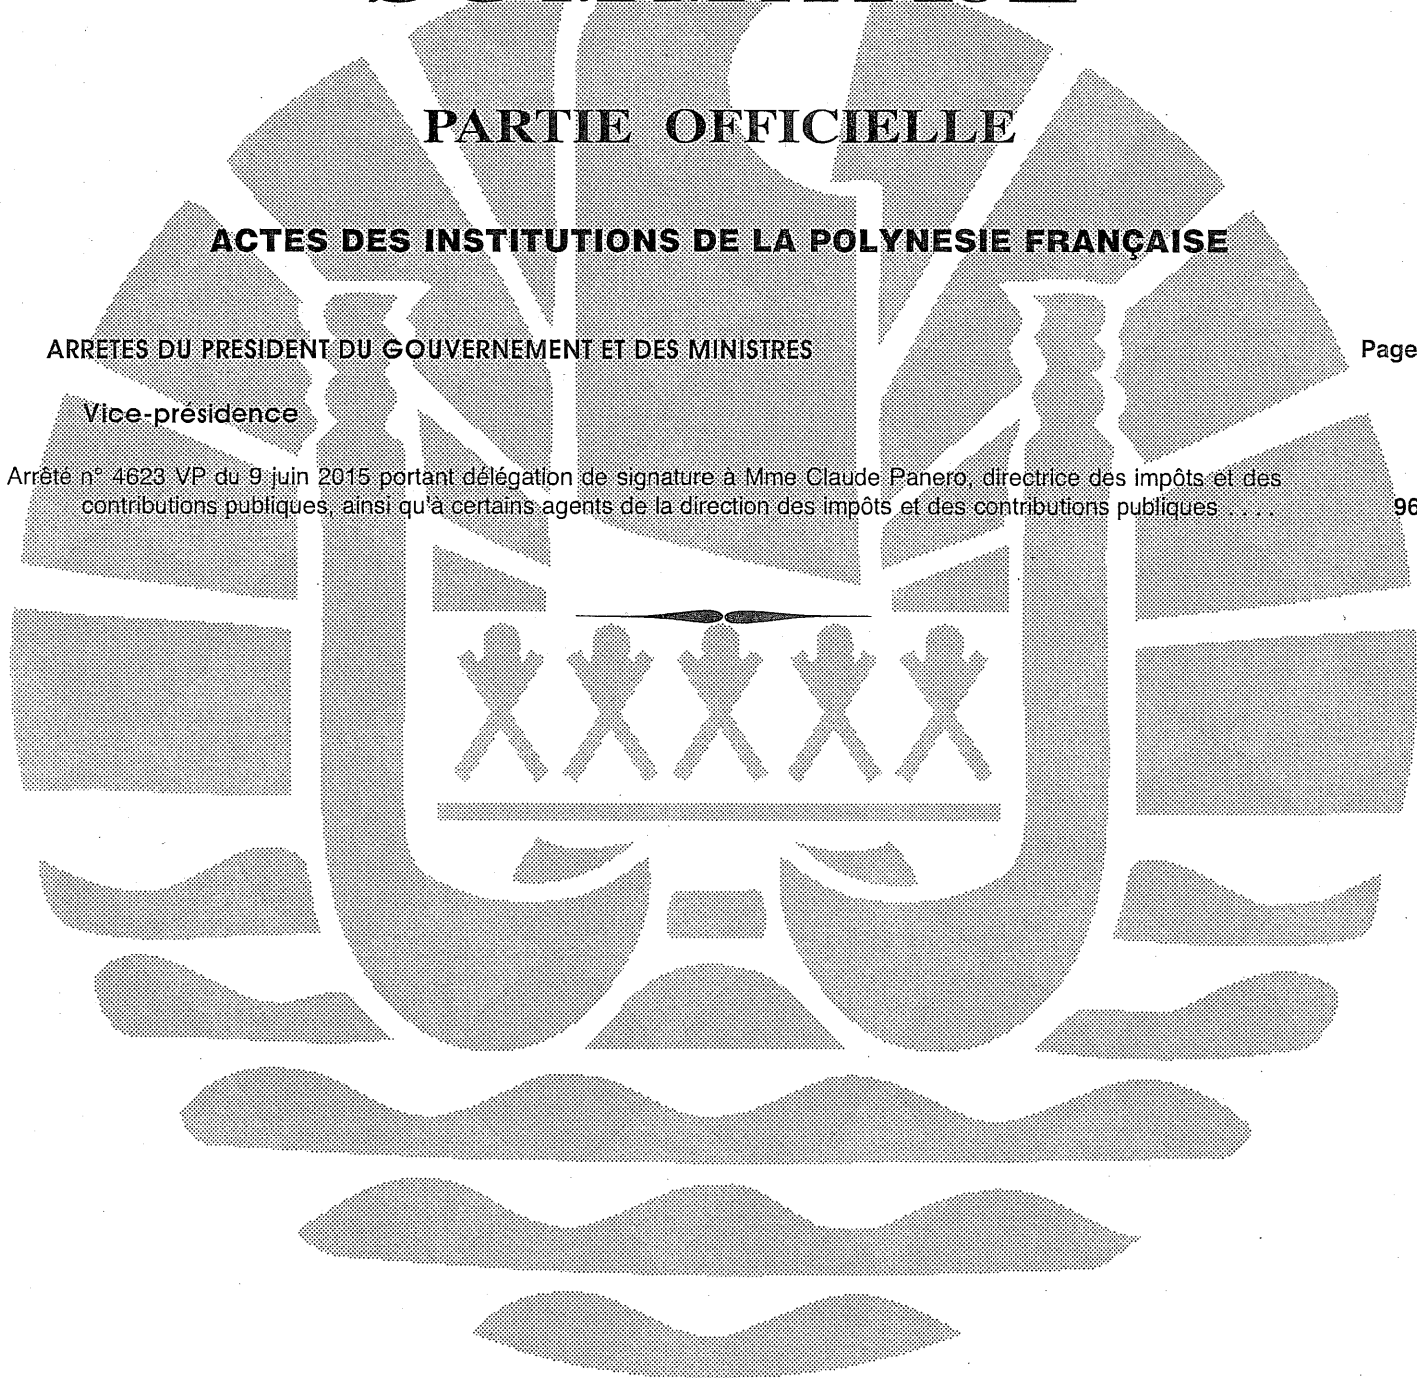 PARTIE OFFICIELLE
ACTES DES INSTITUTIONS DE LA POLYNESIE FRANÇAISE
ARRETES DU PRESIDENT DU GOUVERNEMENT ET DES MINISTRES Page
Vice-présidence
Arrêté n° 4623 VP du 9 juin 2015 portant délégation de signature à Mme Claude Panero, directrice des impôts et des
contributions publiques, ainsi qu'à certains agents de la direction des impôts et des contributions publiques . . . . 96